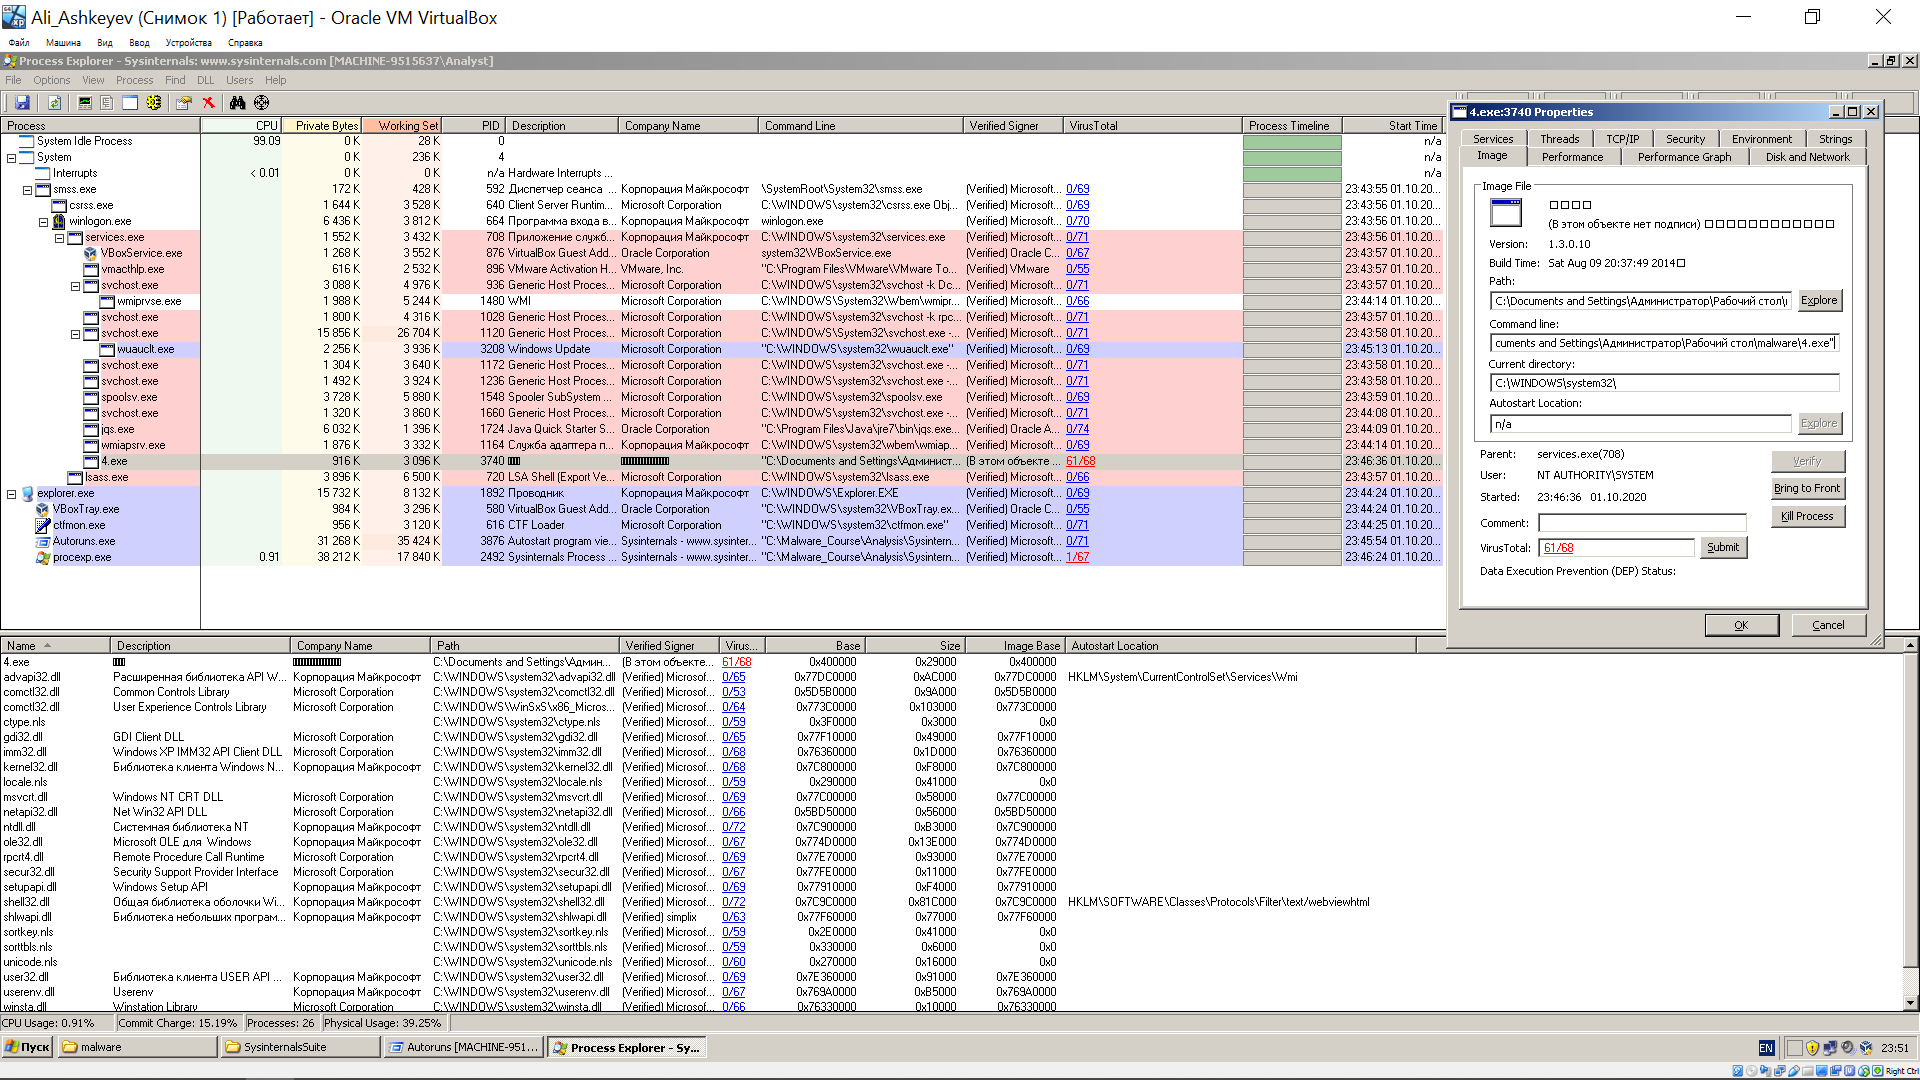 Ali_Ashkeyev (Снимок 1) [Работает] - Oracle VM VirtualBox
Файл Машина Вид Ввод Устройства Справка
Process Explorer - Sysinternals: www.sysinternals.com [MACHINE-9515637\Analyst]
File Options View Process Find DLL Users Help
Process CPU Private Bytes Working Set PID Description Company Name Command Line Verified Signer VirusTotal Process Timeline Start Time
System Idle Process 99.09 0 K 28 K 0 n/a
System 0 K 236 K 4 n/a
Interrupts < 0.01 0 K 0 K n/a Hardware Interrupts ... n/a
smss.exe 172 K 428 K 592 Диспетчер сеанса ... Корпорация Майкрософт \SystemRoot\System32\smss.exe (Verified) Microsoft... 0/69 23:43:55 01.10.20...
csrss.exe 1 644 K 3 528 K 640 Client Server Runtim... Microsoft Corporation C:\WINDOWS\system32\csrss.exe Obj... (Verified) Microsoft... 0/69 23:43:56 01.10.20...
winlogon.exe 6 436 K 3 812 K 664 Программа входа в... Корпорация Майкрософт winlogon.exe (Verified) Microsoft... 0/70 23:43:56 01.10.20...
services.exe 1 552 K 3 432 K 708 Приложение служб... Корпорация Майкрософт C:\WINDOWS\system32\services.exe (Verified) Microsoft... 0/71 23:43:56 01.10.20...
VBoxService.exe 1 268 K 3 552 K 876 VirtualBox Guest Add... Oracle Corporation system32\VBoxService.exe (Verified) Oracle C... 0/67 23:43:57 01.10.20...
vmacthlp.exe 616 K 2 532 K 896 VMware Activation H... VMware, Inc. "C:\Program Files\VMware\VMware To... (Verified) VMware 0/55 23:43:57 01.10.20...
svchost.exe 3 088 K 4 976 K 936 Generic Host Proces... Microsoft Corporation C:\WINDOWS\system32\svchost -k Dc... (Verified) Microsoft... 0/71 23:43:57 01.10.20...
wmiprvse.exe 1 988 K 5 244 K 1480 WMI Microsoft Corporation C:\WINDOWS\System32\Wbem\wmipr... (Verified) Microsoft... 0/66 23:44:14 01.10.20...
svchost.exe 1 800 K 4 316 K 1028 Generic Host Proces... Microsoft Corporation C:\WINDOWS\system32\svchost -k rpc... (Verified) Microsoft... 0/71 23:43:57 01.10.20...
svchost.exe 15 856 K 26 704 K 1120 Generic Host Proces... Microsoft Corporation C:\WINDOWS\System32\svchost.exe -... (Verified) Microsoft... 0/71 23:43:58 01.10.20...
wuauclt.exe 2 256 K 3 936 K 3208 Windows Update Microsoft Corporation "C:\WINDOWS\system32\wuauclt.exe" (Verified) Microsoft... 0/69 23:45:13 01.10.20...
svchost.exe 1 304 K 3 640 K 1172 Generic Host Proces... Microsoft Corporation C:\WINDOWS\system32\svchost.exe -... (Verified) Microsoft... 0/71 23:43:58 01.10.20...
svchost.exe 1 492 K 3 924 K 1236 Generic Host Proces... Microsoft Corporation C:\WINDOWS\system32\svchost.exe -... (Verified) Microsoft... 0/71 23:43:58 01.10.20...
spoolsv.exe 3 728 K 5 880 K 1548 Spooler SubSystem ... Microsoft Corporation C:\WINDOWS\system32\spoolsv.exe (Verified) Microsoft... 0/69 23:43:59 01.10.20...
svchost.exe 1 320 K 3 860 K 1660 Generic Host Proces... Microsoft Corporation C:\WINDOWS\system32\svchost.exe -... (Verified) Microsoft... 0/71 23:44:08 01.10.20...
jqs.exe 6 032 K 1 396 K 1724 Java Quick Starter S... Oracle Corporation "C:\Program Files\Java\jre7\bin\jqs.exe... (Verified) Oracle A... 0/74 23:44:09 01.10.20...
wmiapsrv.exe 1 876 K 3 332 K 1164 Служба адаптера п... Корпорация Майкрософт C:\WINDOWS\system32\wbem\wmiap... (Verified) Microsoft... 0/69 23:44:14 01.10.20...
4.exe 916 K 3 096 K 3740 "C:\Documents and Settings\Админист... (В этом объекте ... 61/68 23:46:36 01.10.20...
lsass.exe 3 896 K 6 500 K 720 LSA Shell (Export Ve... Microsoft Corporation C:\WINDOWS\system32\lsass.exe (Verified) Microsoft... 0/66 23:43:57 01.10.20...
explorer.exe 15 732 K 8 132 K 1892 Проводник Корпорация Майкрософт C:\WINDOWS\Explorer.EXE (Verified) Microsoft... 0/69 23:44:24 01.10.20...
VBoxTray.exe 984 K 3 296 K 580 VirtualBox Guest Add... Oracle Corporation "C:\WINDOWS\system32\VBoxTray.ex... (Verified) Oracle C... 0/55 23:44:24 01.10.20...
ctfmon.exe 956 K 3 120 K 616 CTF Loader Microsoft Corporation "C:\WINDOWS\system32\ctfmon.exe" (Verified) Microsoft... 0/71 23:44:25 01.10.20...
Autoruns.exe 31 268 K 35 424 K 3876 Autostart program vie... Sysinternals - www.sysinter... "C:\Malware_Course\Analysis\Sysintern... (Verified) Microsoft... 0/71 23:45:54 01.10.20...
procexp.exe 0.91 38 212 K 17 840 K 2492 Sysinternals Process ... Sysinternals - www.sysinter... "C:\Malware_Course\Analysis\Sysintern... (Verified) Microsoft... 1/67 23:46:24 01.10.20...
4.exe:3740 Properties
Services Threads TCP/IP Security Environment Strings
Image Performance Performance Graph Disk and Network
Image File
(В этом объекте нет подписи)
Version: 1.3.0.10
Build Time: Sat Aug 09 20:37:49 2014
Path:
C:\Documents and Settings\Администратор\Рабочий стол\ Explore
Command line:
cuments and Settings\Администратор\Рабочий стол\malware\4.exe"
Current directory:
C:\WINDOWS\system32\
Autostart Location:
n/a Explore
Parent: services.exe(708) Verify
User: NT AUTHORITY\SYSTEM
Bring to Front
Started: 23:46:36 01.10.2020
Kill Process
Comment:
VirusTotal: 61/68 Submit
Data Execution Prevention (DEP) Status:
OK Cancel
Name Description Company Name Path Verified Signer Virus... Base Size Image Base Autostart Location
4.exe C:\Documents and Settings\Админ... (В этом объекте... 61/68 0x400000 0x29000 0x400000
advapi32.dll Расширенная библиотека API W... Корпорация Майкрософт C:\WINDOWS\system32\advapi32.dll (Verified) Microsof... 0/65 0x77DC0000 0xAC000 0x77DC0000 HKLM\System\CurrentControlSet\Services\Wmi
comctl32.dll Common Controls Library Microsoft Corporation C:\WINDOWS\system32\comctl32.dll (Verified) Microsof... 0/53 0x5D5B0000 0x9A000 0x5D5B0000
comctl32.dll User Experience Controls Library Microsoft Corporation C:\WINDOWS\WinSxS\x86_Micros... (Verified) Microsof... 0/64 0x773C0000 0x103000 0x773C0000
ctype.nls C:\WINDOWS\system32\ctype.nls (Verified) Microsof... 0/59 0x3F0000 0x3000 0x0
gdi32.dll GDI Client DLL Microsoft Corporation C:\WINDOWS\system32\gdi32.dll (Verified) Microsof... 0/65 0x77F10000 0x49000 0x77F10000
imm32.dll Windows XP IMM32 API Client DLL Microsoft Corporation C:\WINDOWS\system32\imm32.dll (Verified) Microsof... 0/68 0x76360000 0x1D000 0x76360000
kernel32.dll Библиотека клиента Windows N... Корпорация Майкрософт C:\WINDOWS\system32\kernel32.dll (Verified) Microsof... 0/68 0x7C800000 0xF8000 0x7C800000
locale.nls C:\WINDOWS\system32\locale.nls (Verified) Microsof... 0/59 0x290000 0x41000 0x0
msvcrt.dll Windows NT CRT DLL Microsoft Corporation C:\WINDOWS\system32\msvcrt.dll (Verified) Microsof... 0/69 0x77C00000 0x58000 0x77C00000
netapi32.dll Net Win32 API DLL Microsoft Corporation C:\WINDOWS\system32\netapi32.dll (Verified) Microsof... 0/66 0x5BD50000 0x56000 0x5BD50000
ntdll.dll Системная библиотека NT Корпорация Майкрософт C:\WINDOWS\system32\ntdll.dll (Verified) Microsof... 0/72 0x7C900000 0xB3000 0x7C900000
ole32.dll Microsoft OLE для Windows Корпорация Майкрософт C:\WINDOWS\system32\ole32.dll (Verified) Microsof... 0/67 0x774D0000 0x13E000 0x774D0000
rpcrt4.dll Remote Procedure Call Runtime Microsoft Corporation C:\WINDOWS\system32\rpcrt4.dll (Verified) Microsof... 0/69 0x77E70000 0x93000 0x77E70000
secur32.dll Security Support Provider Interface Microsoft Corporation C:\WINDOWS\system32\secur32.dll (Verified) Microsof... 0/67 0x77FE0000 0x11000 0x77FE0000
setupapi.dll Windows Setup API Корпорация Майкрософт C:\WINDOWS\system32\setupapi.dll (Verified) Microsof... 0/69 0x77910000 0xF4000 0x77910000
shell32.dll Общая библиотека оболочки Wi... Корпорация Майкрософт C:\WINDOWS\system32\shell32.dll (Verified) Microsof... 0/72 0x7C9C0000 0x81C000 0x7C9C0000 HKLM\SOFTWARE\Classes\Protocols\Filter\text/webviewhtml
shlwapi.dll Библиотека небольших програм... Корпорация Майкрософт C:\WINDOWS\system32\shlwapi.dll (Verified) simplix 0/63 0x77F60000 0x77000 0x77F60000
sortkey.nls C:\WINDOWS\system32\sortkey.nls (Verified) Microsof... 0/59 0x2E0000 0x41000 0x0
sorttbls.nls C:\WINDOWS\system32\sorttbls.nls (Verified) Microsof... 0/59 0x330000 0x6000 0x0
unicode.nls C:\WINDOWS\system32\unicode.nls (Verified) Microsof... 0/60 0x270000 0x16000 0x0
user32.dll Библиотека клиента USER API ... Корпорация Майкрософт C:\WINDOWS\system32\user32.dll (Verified) Microsof... 0/69 0x7E360000 0x91000 0x7E360000
userenv.dll Userenv Корпорация Майкрософт C:\WINDOWS\system32\userenv.dll (Verified) Microsof... 0/67 0x769A0000 0xB5000 0x769A0000
winsta.dll Winstation Library Microsoft Corporation C:\WINDOWS\system32\winsta.dll (Verified) Microsof... 0/66 0x76330000 0x10000 0x76330000
CPU Usage: 0.91% Commit Charge: 15.19% Processes: 26 Physical Usage: 39.25%
Пуск malware SysinternalsSuite Autoruns [MACHINE-951... Process Explorer - Sy... EN 23:51
Right Ctrl